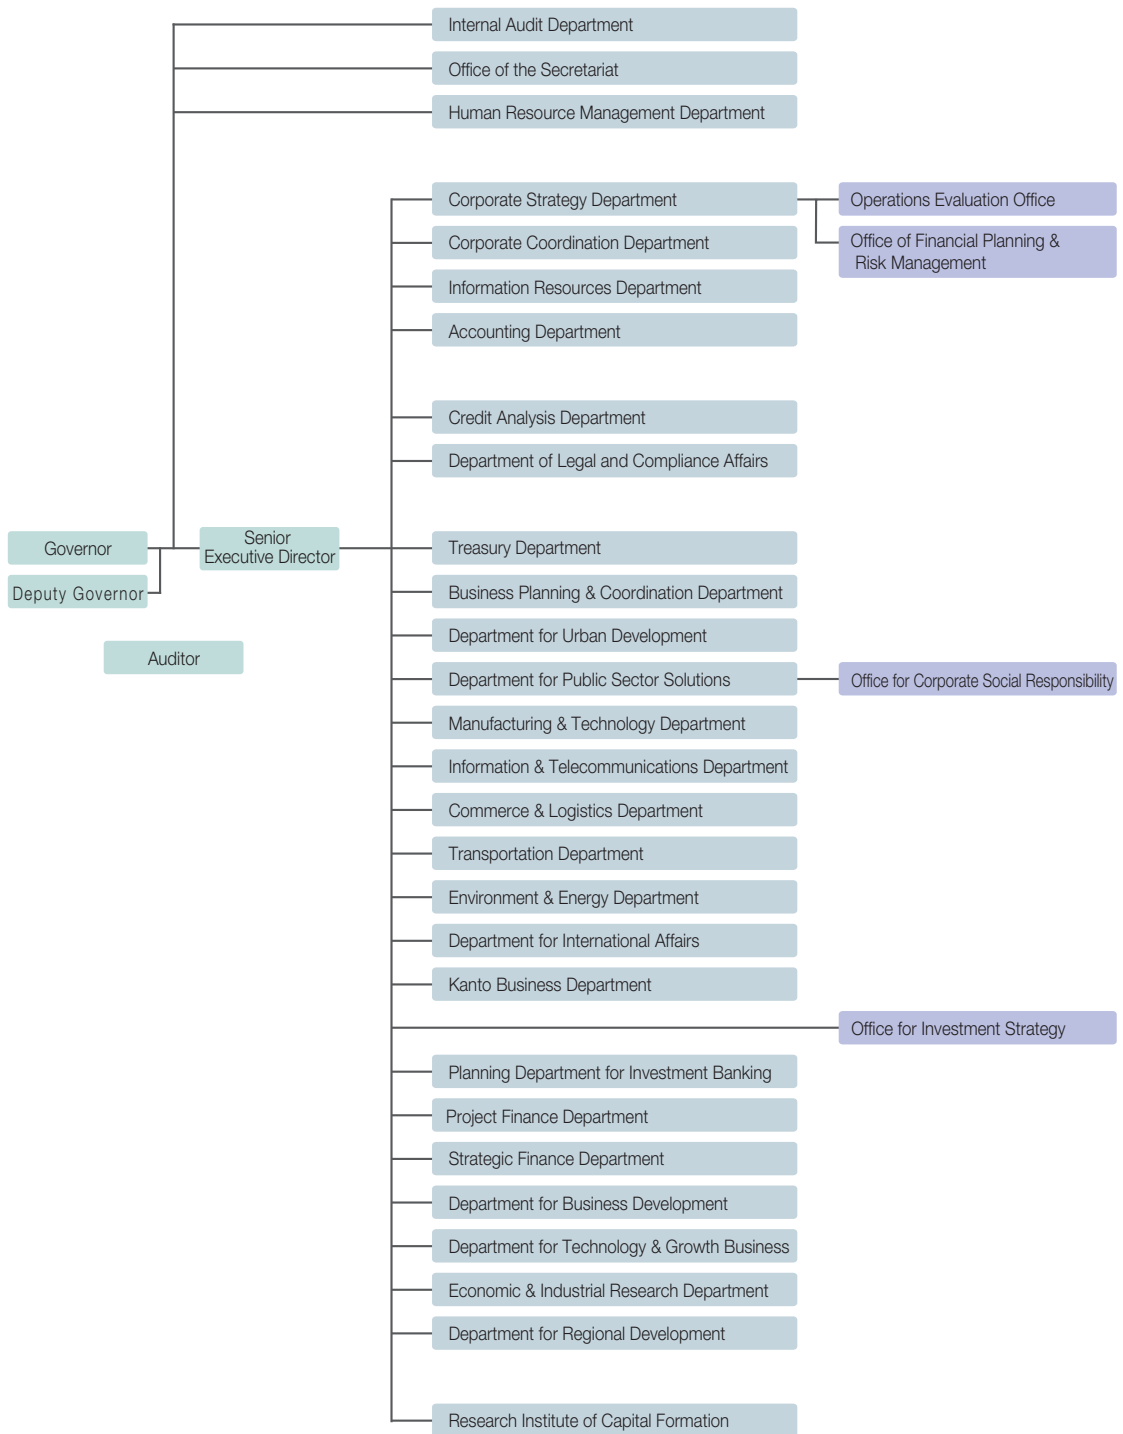 Internal Audit Department
Office of the Secretariat
Human Resource Management Department
Corporate Strategy Department
Operations Evaluation Office
Corporate Coordination Department
Office of Financial Planning &
Risk Management
Information Resources Department
Accounting Department
Credit Analysis Department
Department of Legal and Compliance Affairs
Governor
Senior
Executive Director
Treasury Department
Deputy Governor
Business Planning & Coordination Department
Department for Urban Development
Auditor
Department for Public Sector Solutions
Office for Corporate Social Responsibility
Manufacturing & Technology Department
Information & Telecommunications Department
Commerce & Logistics Department
Transportation Department
Environment & Energy Department
Department for International Affairs
Kanto Business Department
Office for Investment Strategy
Planning Department for Investment Banking
Project Finance Department
Strategic Finance Department
Department for Business Development
Department for Technology & Growth Business
Economic & Industrial Research Department
Department for Regional Development
Research Institute of Capital Formation